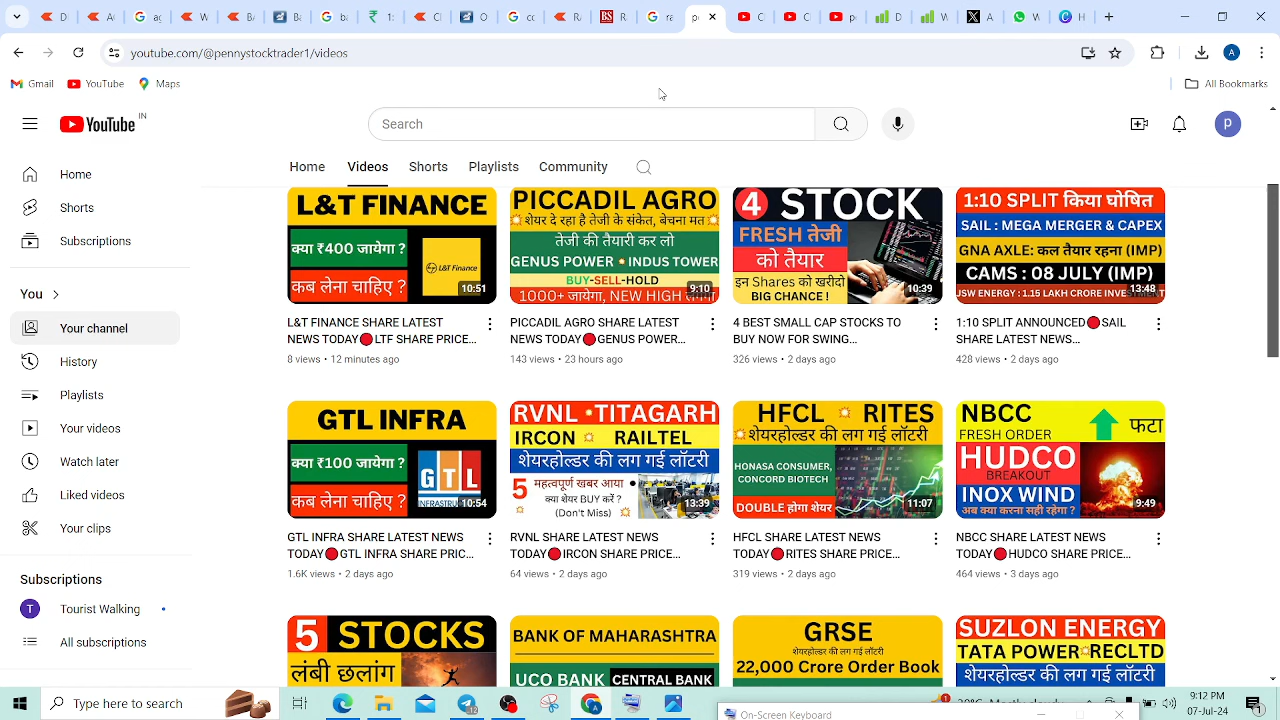 youtube.com/@pennystocktrader1/videos
Gmail YouTube Maps All Bookmarks
YouTube IN
Search
Home Videos Shorts Playlists Community
Home
Shorts
Subscriptions
You
Your channel
History
Playlists
Your videos
Watch later
Liked videos
Your clips
Subscriptions
Tourist Walking
All subscriptions
L&T FINANCE
क्या ₹400 जायेगा ?
कब लेना चाहिए ?
L&T Finance
10:51
L&T FINANCE SHARE LATEST
NEWS TODAY🔴LTF SHARE PRICE...
8 views • 12 minutes ago
PICCADIL AGRO
💥शेयर दे रहा है तेजी के संकेत, बेचना मत💥
तेजी की तैयारी कर लो
GENUS POWER 💥 INDUS TOWER
BUY-SELL-HOLD
1000+ जायेगा, NEW HIGH
9:10
PICCADIL AGRO SHARE LATEST
NEWS TODAY🔴GENUS POWER...
143 views • 23 hours ago
4 STOCK
FRESH तेजी
को तैयार
इन Shares को खरीदो
BIG CHANCE !
10:39
4 BEST SMALL CAP STOCKS TO
BUY NOW FOR SWING...
326 views • 2 days ago
1:10 SPLIT किया घोषित
SAIL : MEGA MERGER & CAPEX
GNA AXLE: कल तैयार रहना (IMP)
CAMS : 08 JULY (IMP)
JSW ENERGY : 1.15 LAKH CRORE
13:48
1:10 SPLIT ANNOUNCED🔴SAIL
SHARE LATEST NEWS...
428 views • 2 days ago
GTL INFRA
क्या ₹100 जायेगा ?
कब लेना चाहिए ?
GTL
10:54
GTL INFRA SHARE LATEST NEWS
TODAY🔴GTL INFRA SHARE PRIC...
1.6K views • 2 days ago
RVNL 💥TITAGARH
IRCON 💥 RAILTEL
शेयरहोल्डर की लग गई लॉटरी
5 महत्वपूर्ण खबर आया
क्या शेयर BUY करें ?
(Don't Miss)
13:39
RVNL SHARE LATEST NEWS
TODAY🔴IRCON SHARE PRICE...
64 views • 2 days ago
HFCL 💥 RITES
💥शेयरहोल्डर की लग गई लॉटरी
HONASA CONSUMER,
CONCORD BIOTECH
DOUBLE होगा शेयर
11:07
HFCL SHARE LATEST NEWS
TODAY🔴RITES SHARE PRICE...
319 views • 2 days ago
NBCC फटा
FRESH ORDER
HUDCO
BREAKOUT
INOX WIND
अब क्या करना सही रहेगा ?
9:49
NBCC SHARE LATEST NEWS
TODAY🔴HUDCO SHARE PRICE...
464 views • 3 days ago
5 STOCKS
लंबी छलांग
BANK OF MAHARASHTRA
UCO BANK CENTRAL BANK
GRSE
शेयरहोल्डर की लग गई लॉटरी
22,000 Crore Order Book
SUZLON ENERGY
TATA POWER💥RECLTD
शेयरहोल्डर की लग गई लॉटरी
Type here to search
9:12 PM
07-Jul-24
On-Screen Keyboard